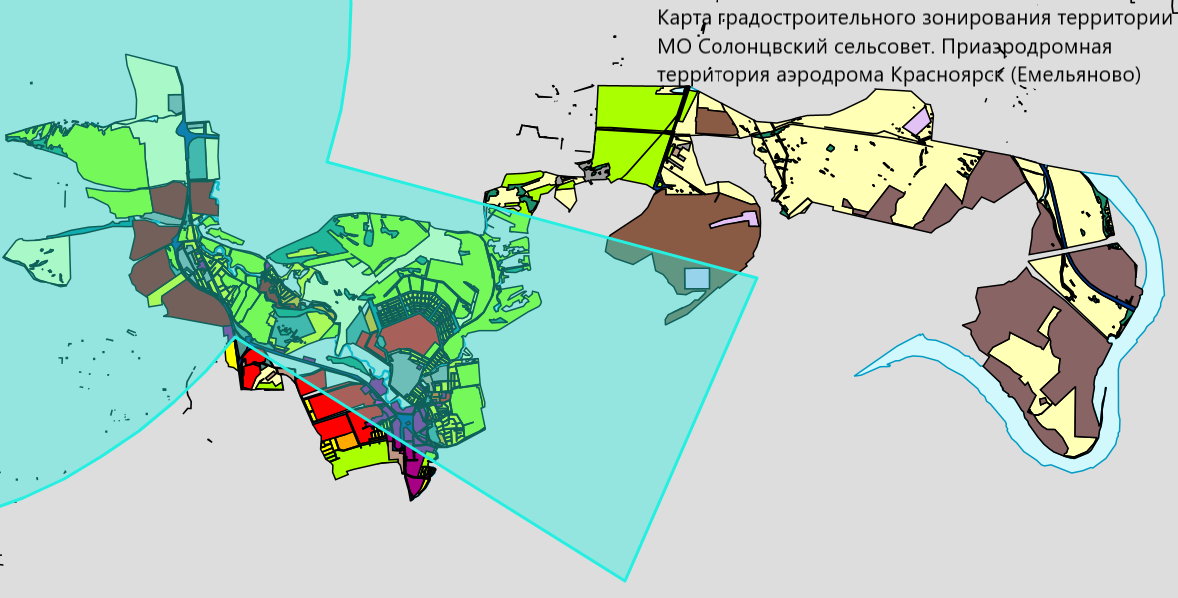 Карта градостроительного зонирования территории
МО Солонцвский сельсовет. Приаэродромная
территория аэродрома Красноярск (Емельяново)